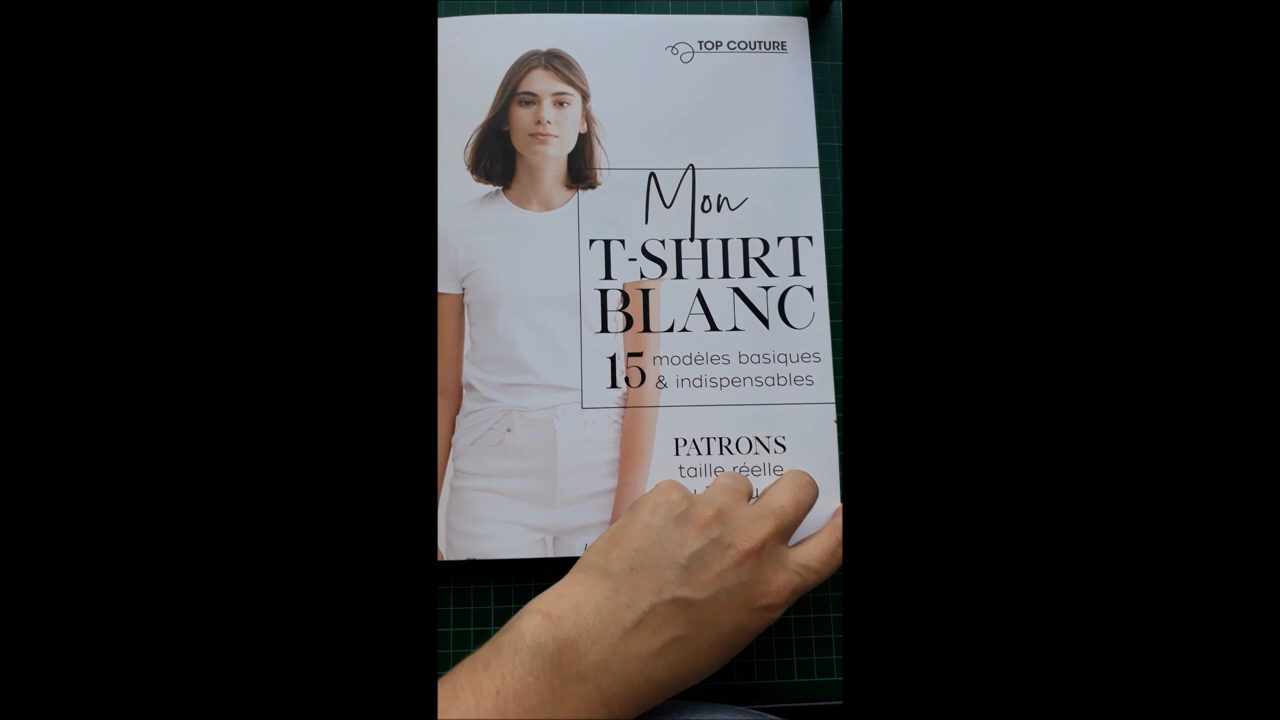 TOP COUTURE
Mon
T-SHIRT
BLANC
15 modèles basiques
& indispensables
PATRONS
taille réelle